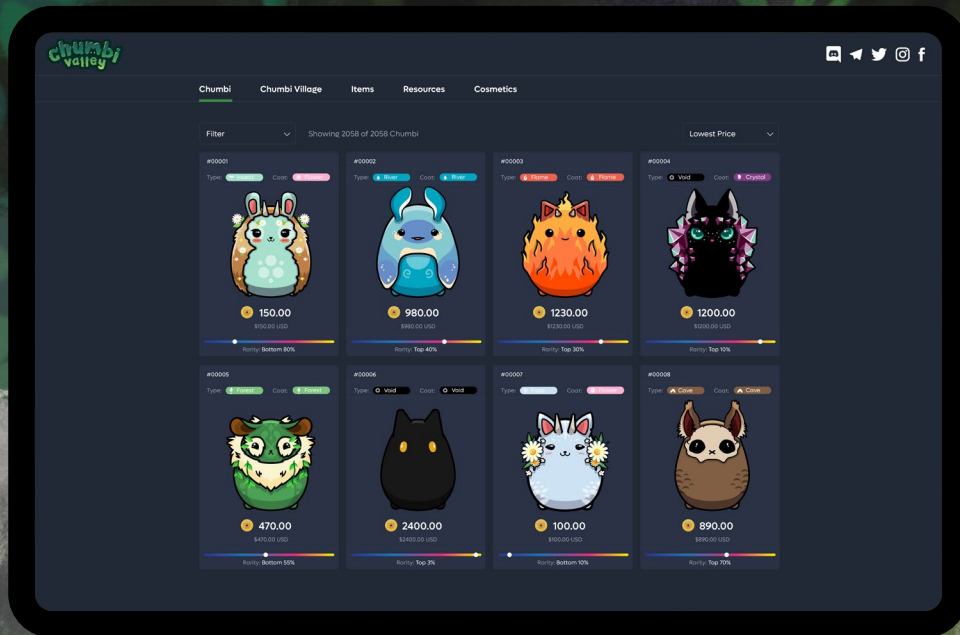 chumbi
valley
Chumbi Chumbi Village Items Resources Cosmetics
Filter Showing 2058 of 2058 Chumbi Lowest Price
#00001 #00002 #00003 #00004
Type: Insect Coat: Flower Type: River Coat: River Type: Flame Coat: Flame Type: Void Coat: Crystal
150.00 980.00 1230.00 1200.00
$150.00 USD $980.00 USD $1230.00 USD $1200.00 USD
Rarity: Bottom 80% Rarity: Top 40% Rarity: Top 30% Rarity: Top 10%
#00005 #00006 #00007 #00008
Type: Forest Coat: Forest Type: Void Coat: Void Type: Coat: Flower Type: Cave Coat: Cave
470.00 2400.00 100.00 890.00
$470.00 USD $2400.00 USD $100.00 USD $890.00 USD
Rarity: Bottom 55% Rarity: Top 3% Rarity: Bottom 10% Rarity: Top 70%